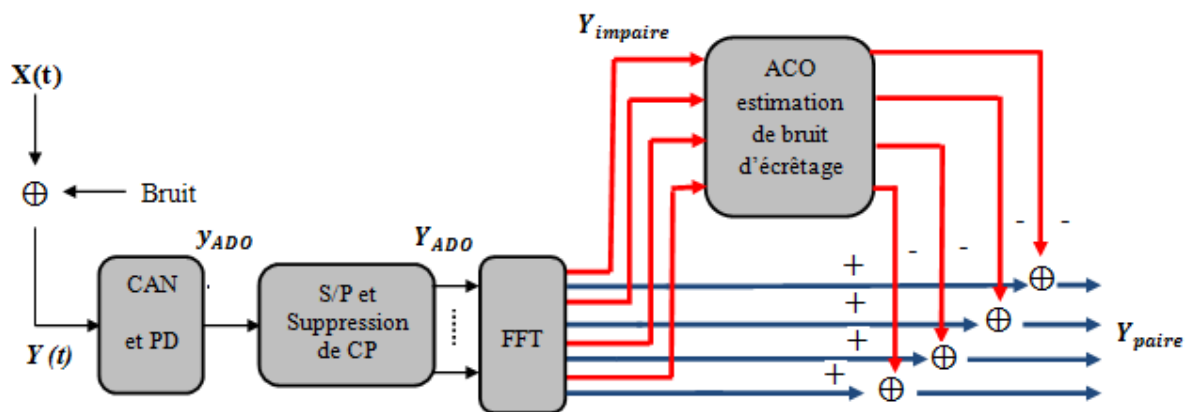 Y_impaire
ACO
estimation
de bruit
d'écrêtage
X(t)
⊕
Bruit
y_ADO
Y_ADO
CAN
et PD
S/P et
Suppression
de CP
FFT
Y (t)
- -
- -
+ ⊕
+ ⊕
+ ⊕
+ ⊕
Y_paire